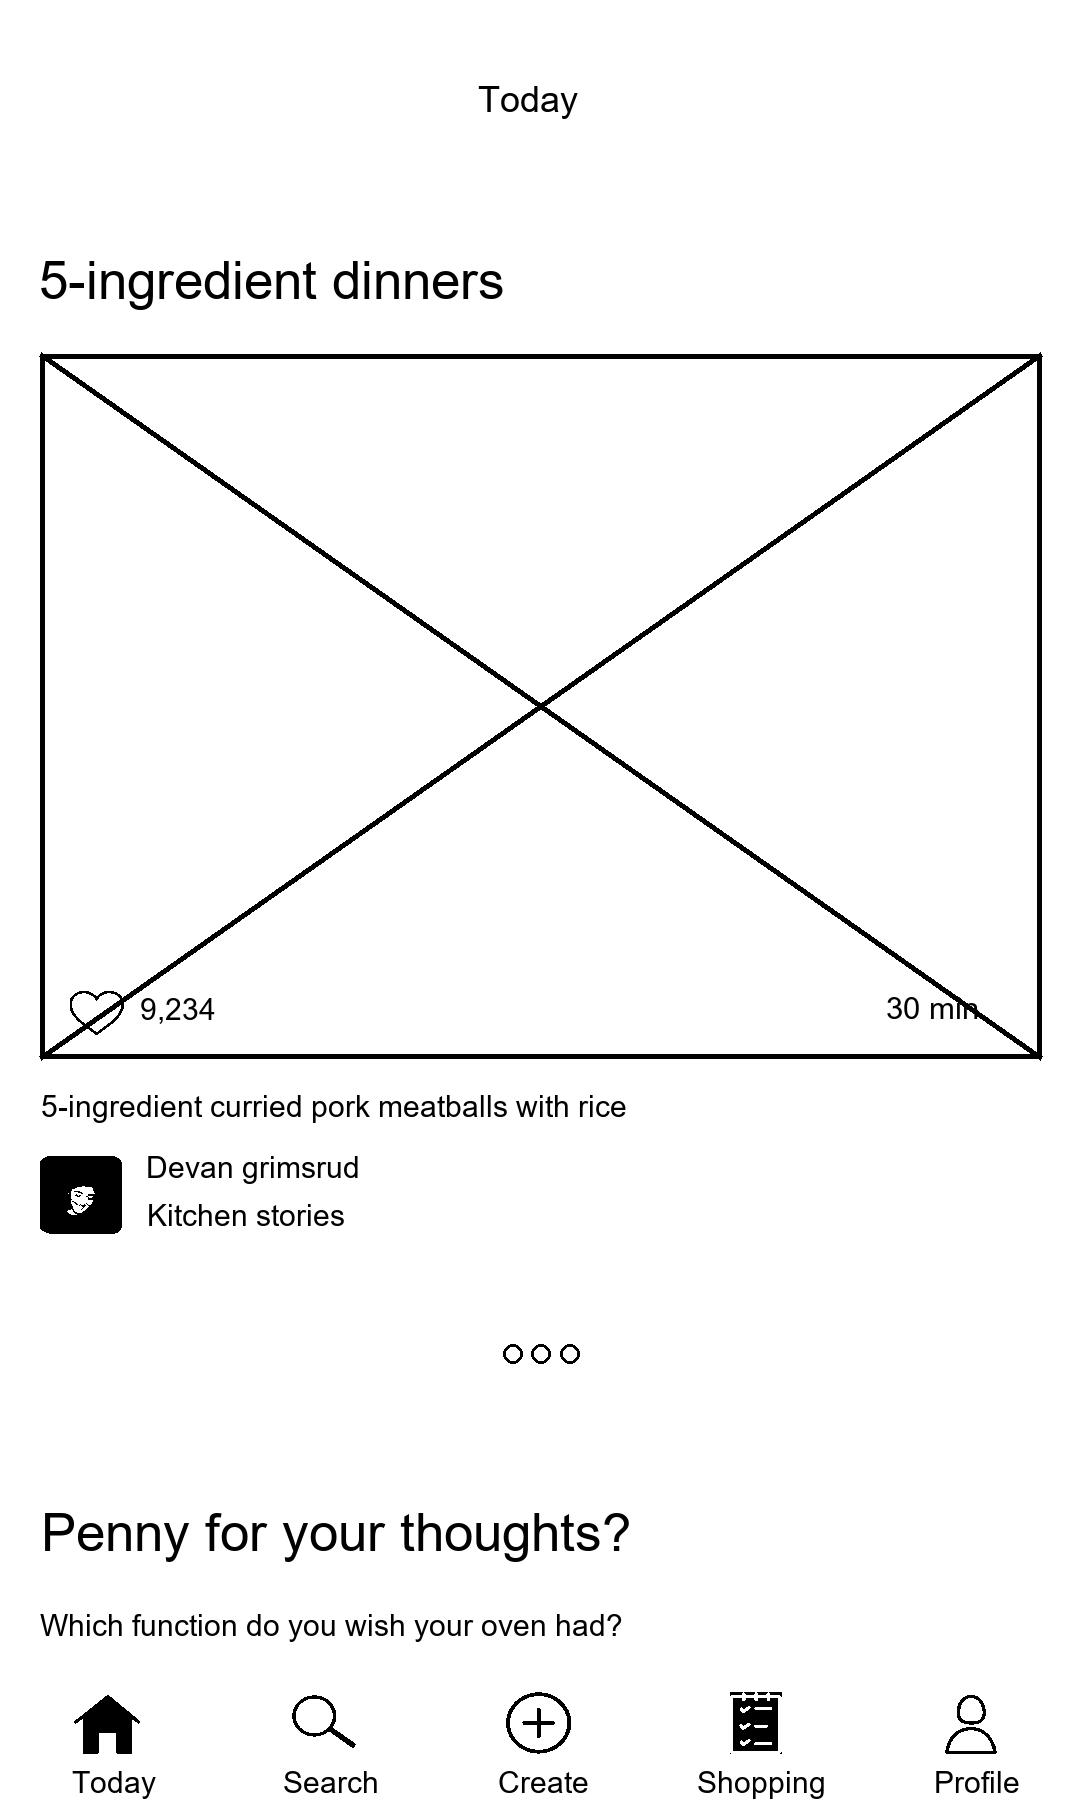 Today
5-ingredient dinners
9,234
30 min
5-ingredient curried pork meatballs with rice
Devan grimsrud
Kitchen stories
Penny for your thoughts?
Which function do you wish your oven had?
Today
Search
Create
Shopping
Profile